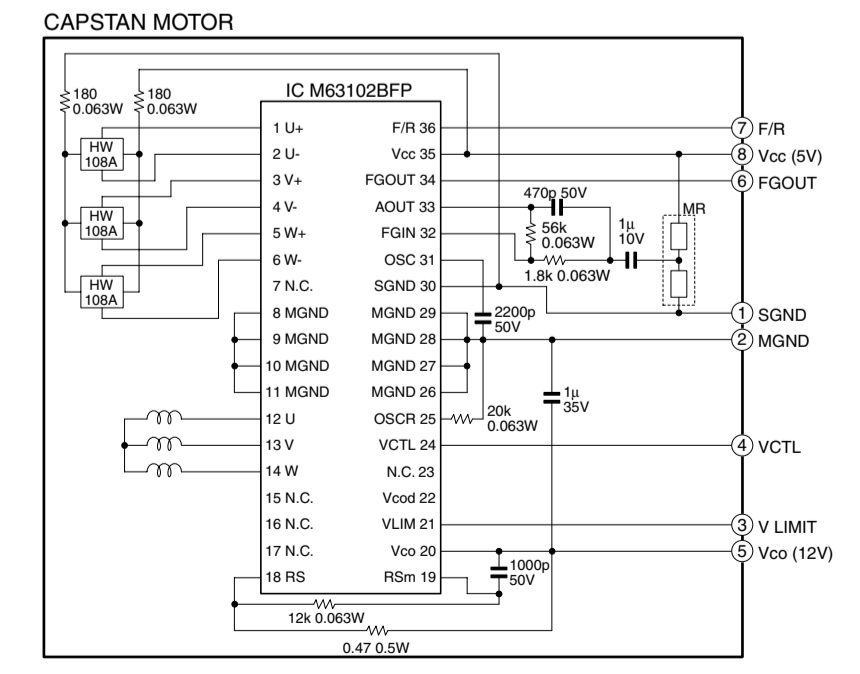 CAPSTAN MOTOR
IC M63102BFP
180
0.063W
180
0.063W
HW
108A
HW
108A
HW
108A
1 U+
2 U-
3 V+
4 V-
5 W+
6 W-
7 N.C.
8 MGND
9 MGND
10 MGND
11 MGND
12 U
13 V
14 W
15 N.C.
16 N.C.
17 N.C.
18 RS
F/R 36
Vcc 35
FGOUT 34
AOUT 33
FGIN 32
OSC 31
SGND 30
MGND 29
MGND 28
MGND 27
MGND 26
OSCR 25
VCTL 24
N.C. 23
Vcod 22
VLIM 21
Vco 20
RSm 19
470p 50V
56k
0.063W
1.8k 0.063W
1µ
10V
MR
2200p
50V
1µ
35V
20k
0.063W
1000p
50V
12k 0.063W
0.47 0.5W
7 F/R
8 Vcc (5V)
6 FGOUT
1 SGND
2 MGND
4 VCTL
3 V LIMIT
5 Vco (12V)